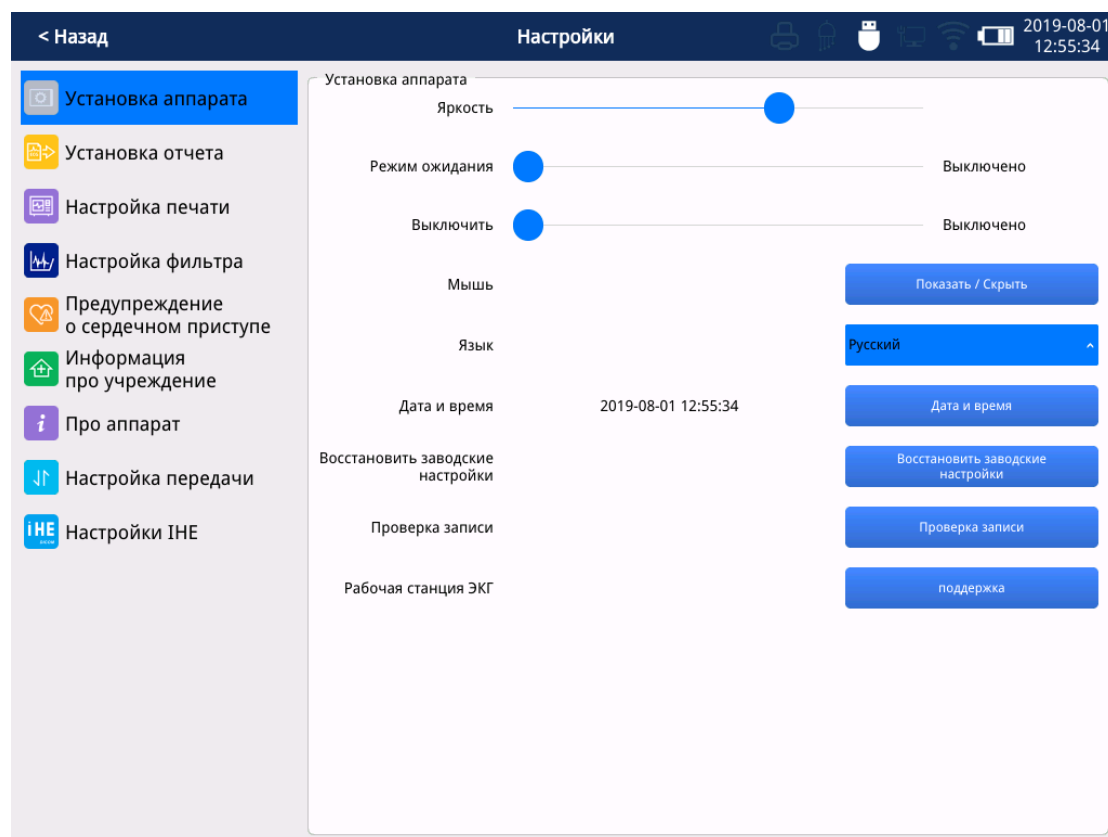 < Назад
Настройки
2019-08-01
12:55:34
Установка аппарата
Установка отчета
Настройка печати
Настройка фильтра
Предупреждение
о сердечном приступе
Информация
про учреждение
Про аппарат
Настройка передачи
iHE
Настройки IHE
Установка аппарата
Яркость
Режим ожидания
Выключено
Выключить
Выключено
Мышь
Показать / Скрыть
Язык
Русский
Дата и время
2019-08-01 12:55:34
Дата и время
Восстановить заводские
настройки
Восстановить заводские
настройки
Проверка записи
Проверка записи
Рабочая станция ЭКГ
поддержка